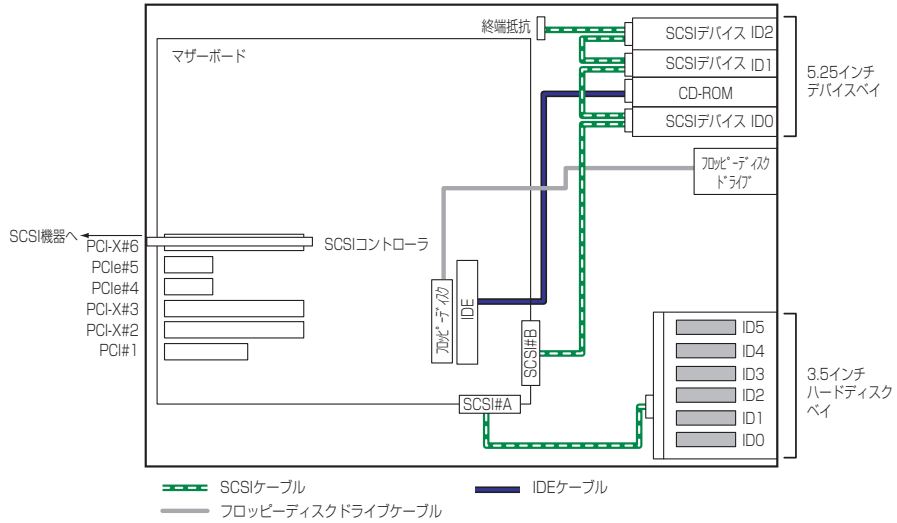 終端抵抗
SCSIデバイス ID2
SCSIデバイス ID1
CD-ROM
SCSIデバイス ID0
5.25インチ
デバイスベイ
マザーボード
フロッピーディスク
ドライブ
SCSI機器へ
PCI-X#6
SCSIコントローラ
PCIe#5
PCIe#4
PCI-X#3
PCI-X#2
PCI#1
フロッピーディスク
IDE
SCSI#B
SCSI#A
ID5
ID4
ID3
ID2
ID1
ID0
3.5インチ
ハードディスク
ベイ
SCSIケーブル
IDEケーブル
フロッピーディスクドライブケーブル